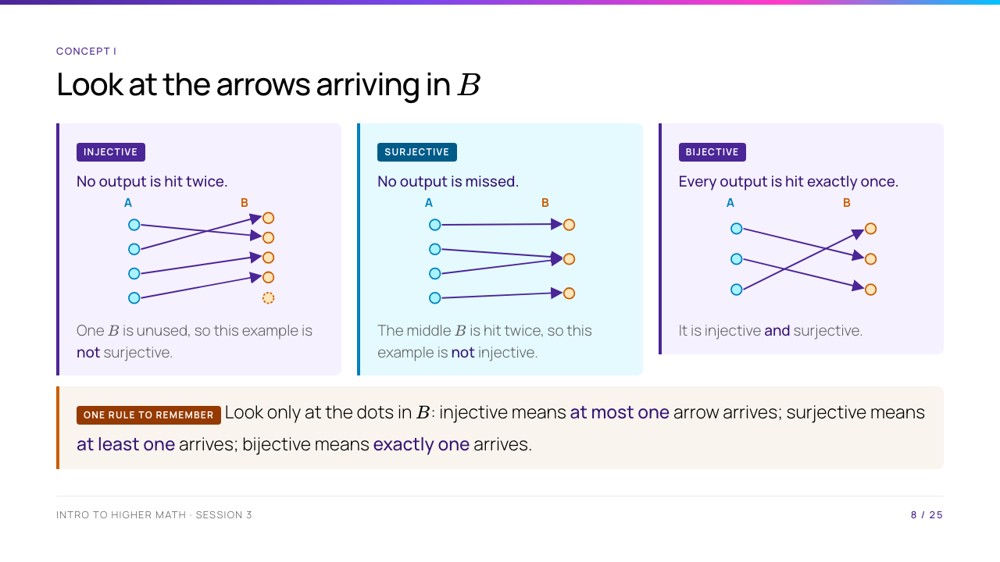 CONCEPT I
Look at the arrows arriving in B
INJECTIVE
No output is hit twice.
A B
One B is unused, so this example is
not surjective.
SURJECTIVE
No output is missed.
A B
The middle B is hit twice, so this
example is not injective.
BIJECTIVE
Every output is hit exactly once.
A B
It is injective and surjective.
ONE RULE TO REMEMBER Look only at the dots in B: injective means at most one arrow arrives; surjective means
at least one arrives; bijective means exactly one arrives.
INTRO TO HIGHER MATH · SESSION 3
8 / 25